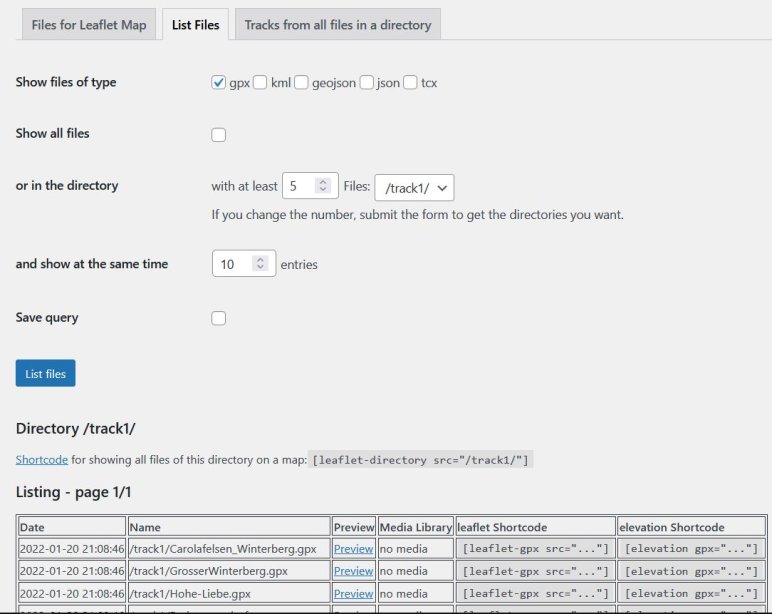 Files for Leaflet Map List Files Tracks from all files in a directory
Show files of type gpx kml geojson json tcx
Show all files
or in the directory with at least 5 Files: /track1/
If you change the number, submit the form to get the directories you want.
and show at the same time 10 entries
Save query
List files
Directory /track1/
Shortcode for showing all files of this directory on a map: [leaflet-directory src="/track1/"]
Listing - page 1/1
Date Name Preview Media Library leaflet Shortcode elevation Shortcode
2022-01-20 21:08:46 /track1/Carolafelsen_Winterberg.gpx Preview no media [leaflet-gpx src="..."] [elevation gpx="..."]
2022-01-20 21:08:46 /track1/GrosserWinterberg.gpx Preview no media [leaflet-gpx src="..."] [elevation gpx="..."]
2022-01-20 21:08:46 /track1/Hohe-Liebe.gpx Preview no media [leaflet-gpx src="..."] [elevation gpx="..."]